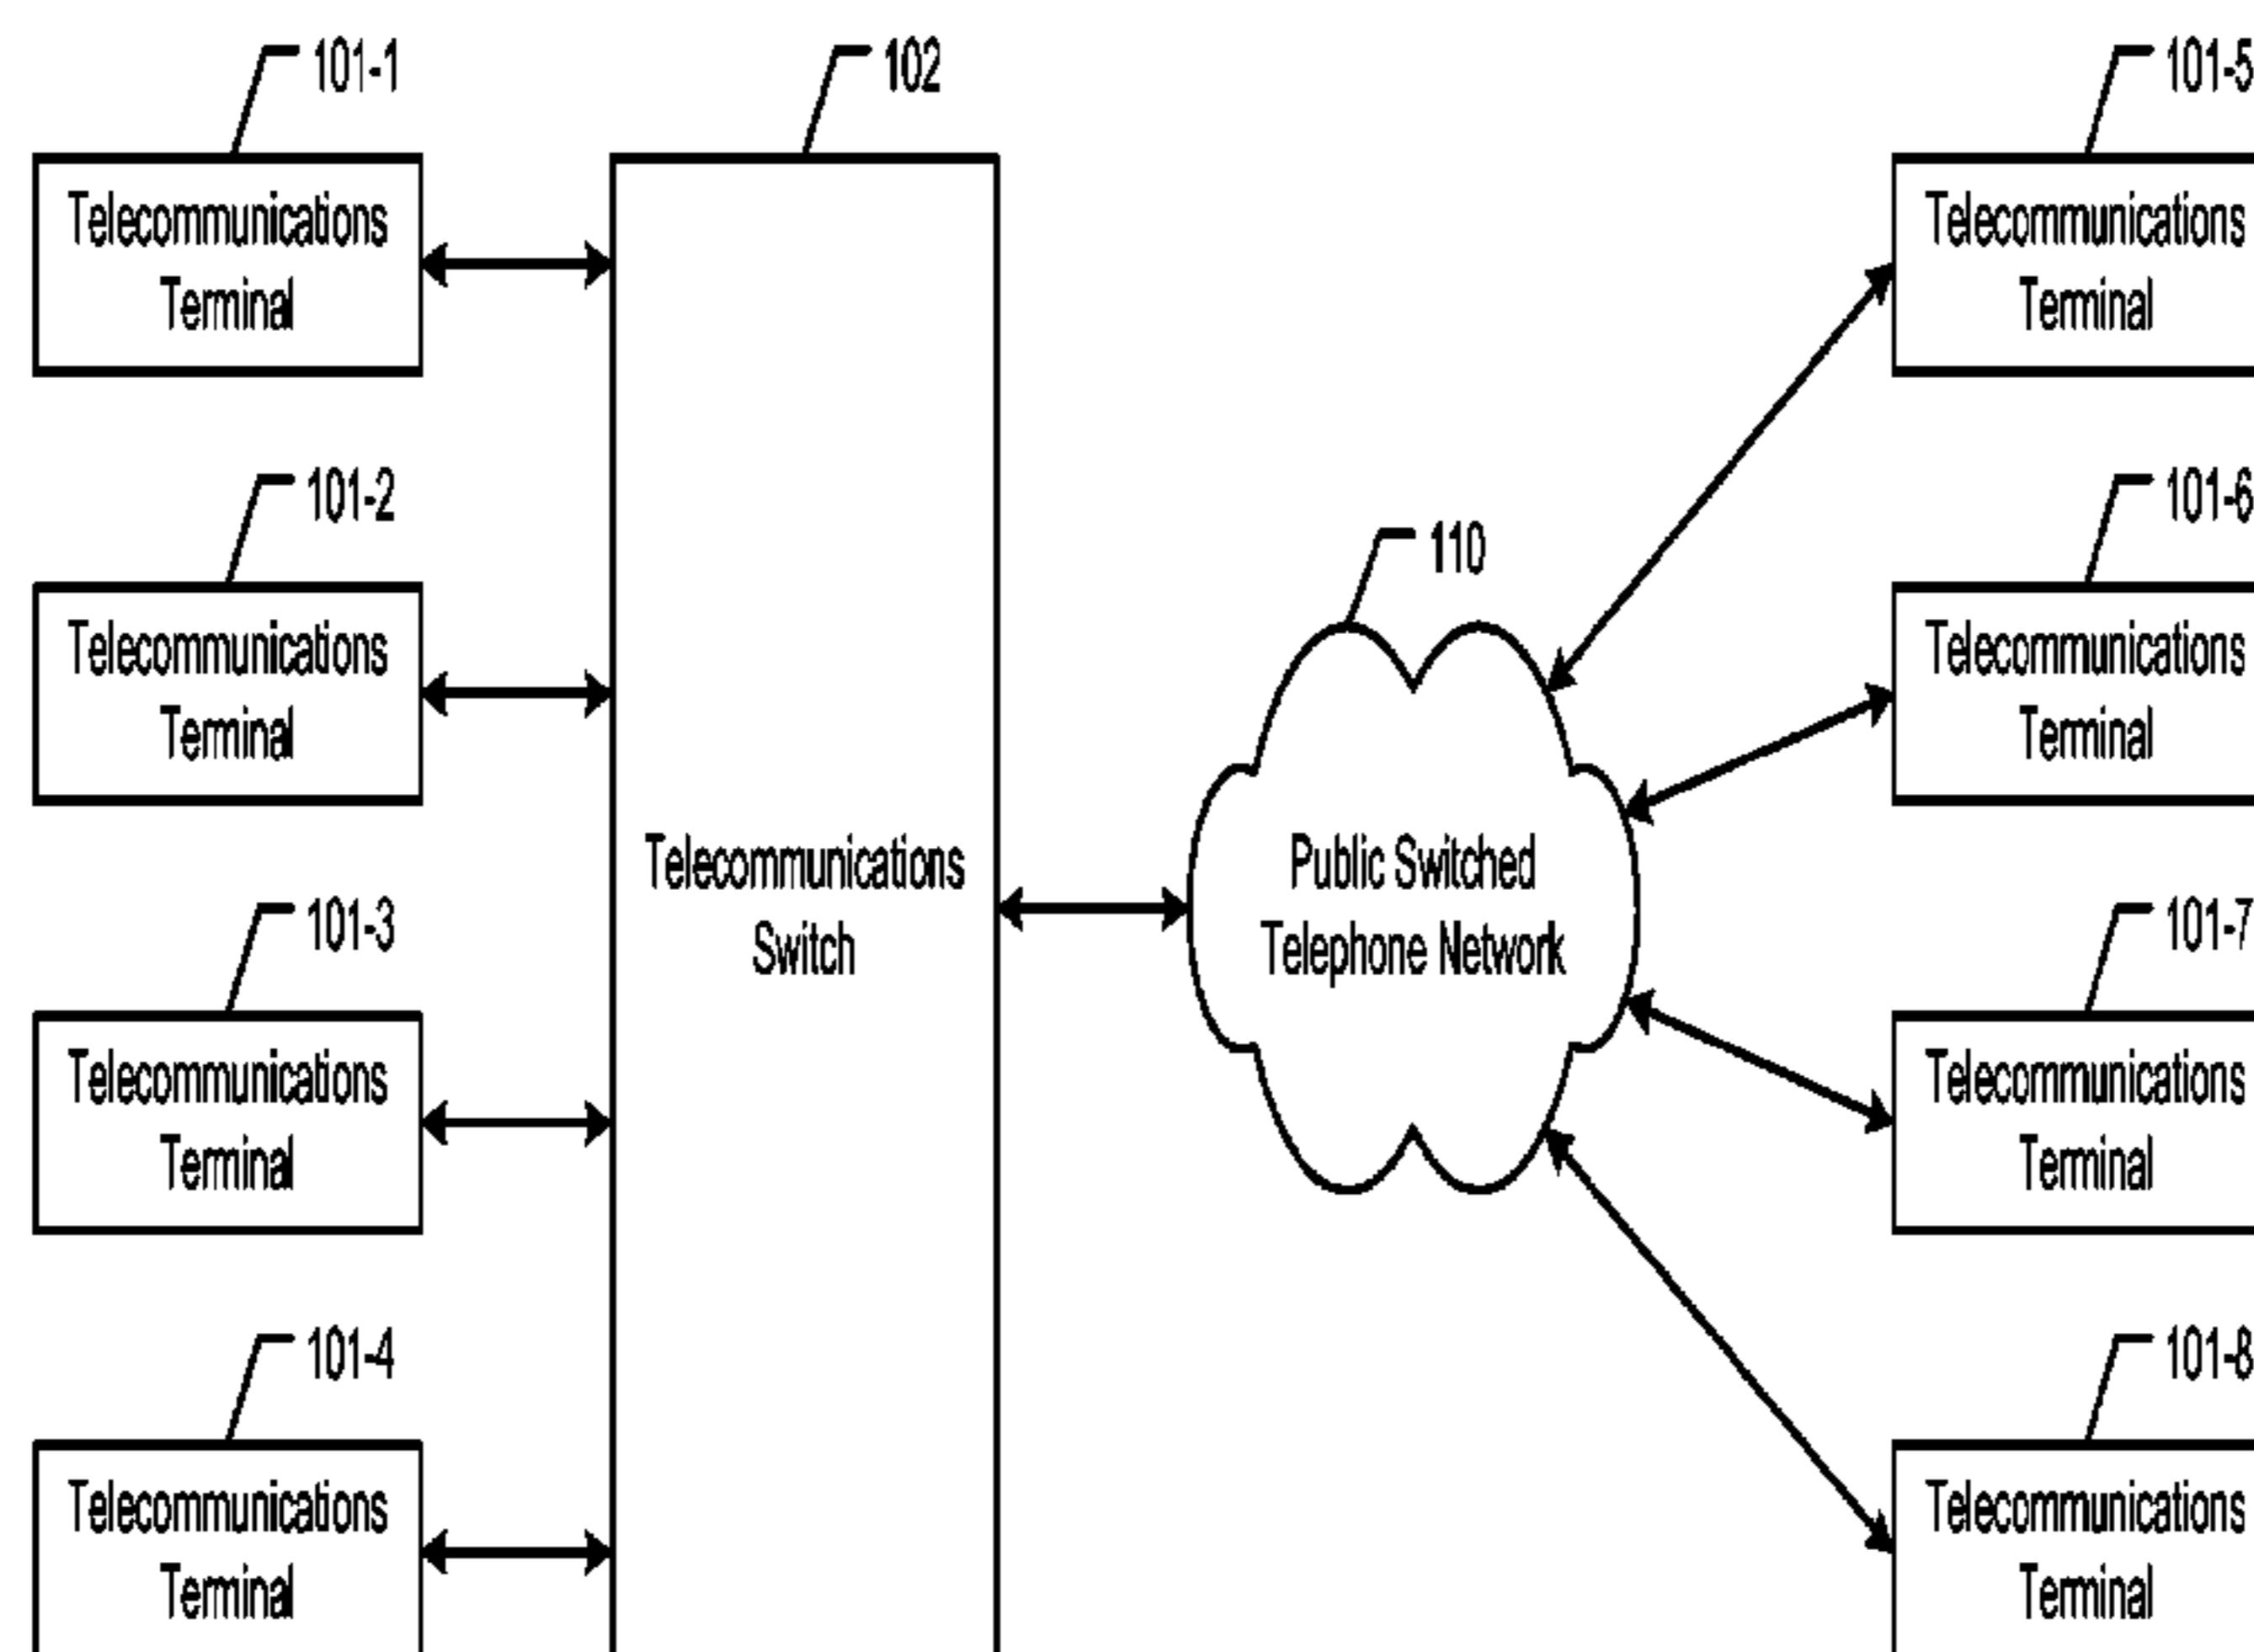 101-1
102
101-5
Telecommunications
Terminal
Telecommunications
Terminal
101-2
110
101-6
Telecommunications
Terminal
Telecommunications
Terminal
Telecommunications
Switch
Public Switched
Telephone Network
101-3
101-7
Telecommunications
Terminal
Telecommunications
Terminal
101-4
101-8
Telecommunications
Terminal
Telecommunications
Terminal